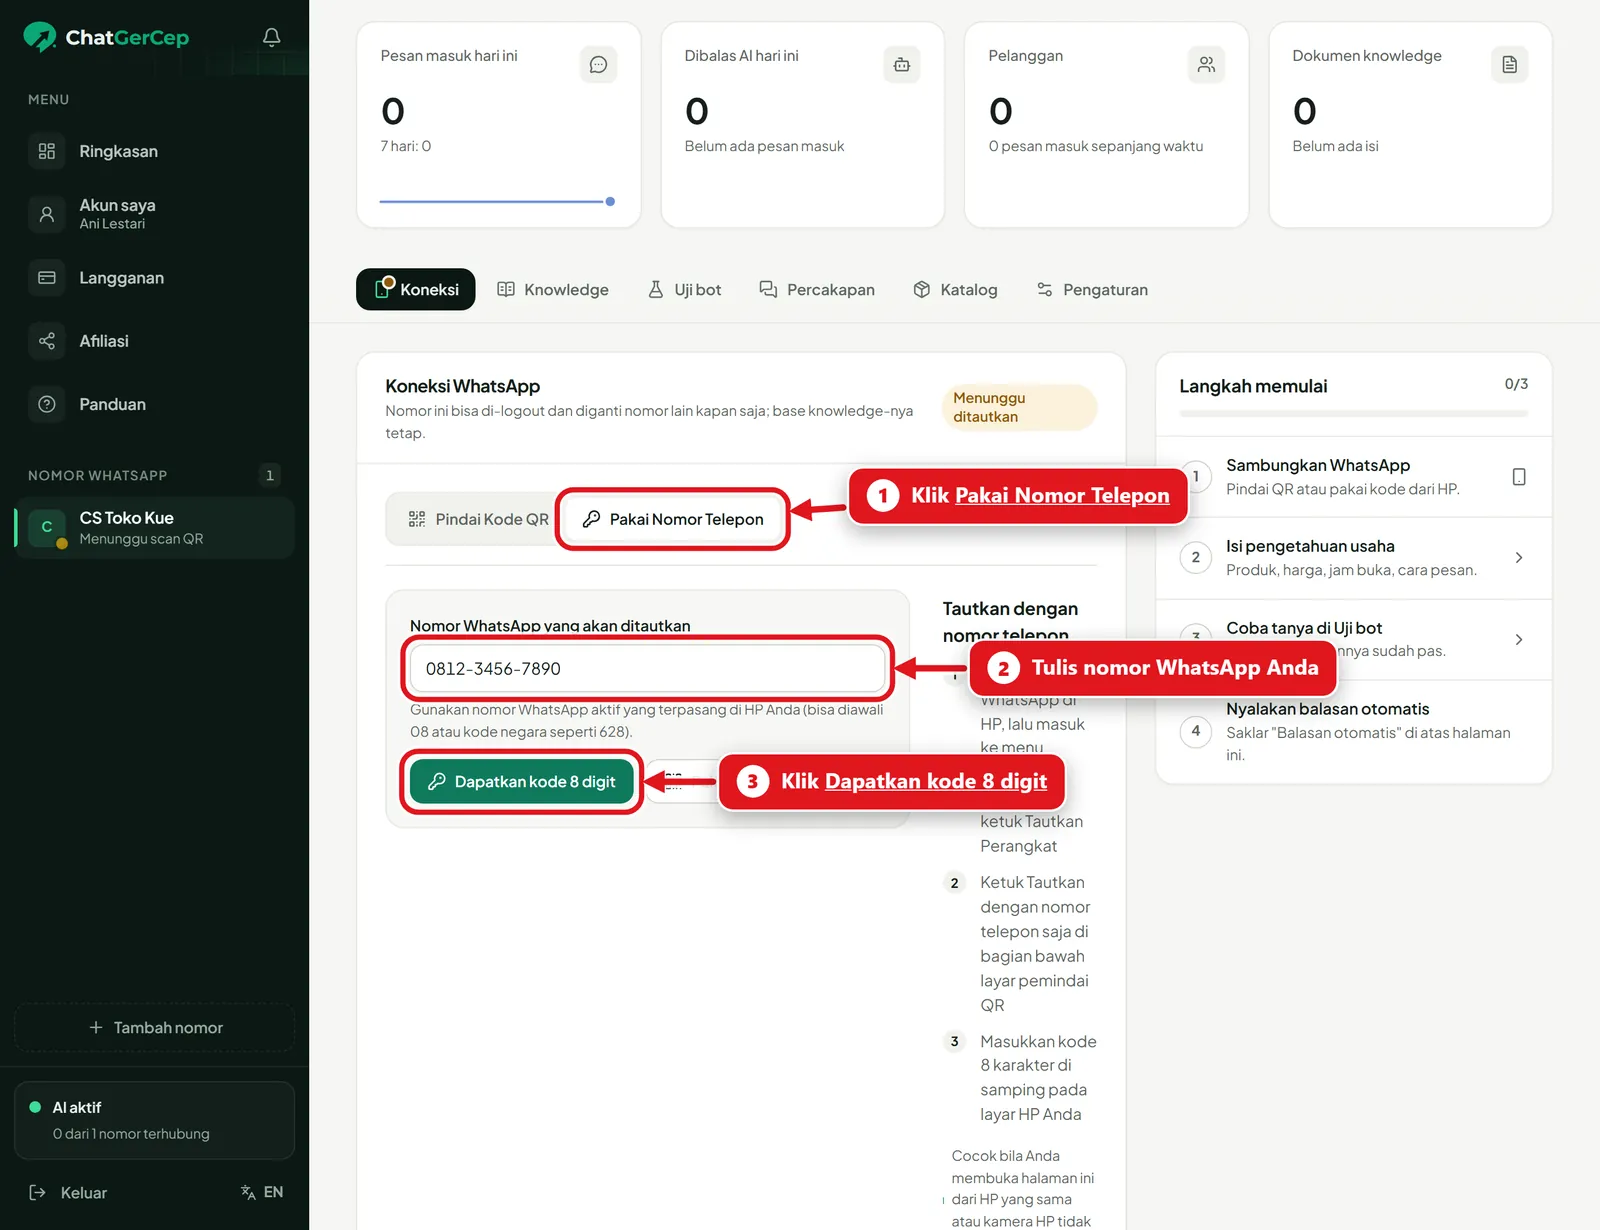 ChatGerCep
MENU
Ringkasan
Akun saya
Ani Lestari
Langganan
Afiliasi
Panduan
NOMOR WHATSAPP
1
C
CS Toko Kue
Menunggu scan QR
+ Tambah nomor
AI aktif
0 dari 1 nomor terhubung
Keluar
EN
Pesan masuk hari ini
0
7 hari: 0
Dibalas AI hari ini
0
Belum ada pesan masuk
Pelanggan
0
0 pesan masuk sepanjang waktu
Dokumen knowledge
0
Belum ada isi
Koneksi
Knowledge
Uji bot
Percakapan
Katalog
Pengaturan
Koneksi WhatsApp
Nomor ini bisa di-logout dan diganti nomor lain kapan saja; base knowledge-nya
tetap.
Menunggu
ditautkan
Pindai Kode QR
Pakai Nomor Telepon
1 Klik Pakai Nomor Telepon
Nomor WhatsApp yang akan ditautkan
0812-3456-7890
2 Tulis nomor WhatsApp Anda
Gunakan nomor WhatsApp aktif yang terpasang di HP Anda (bisa diawali
08 atau kode negara seperti 628).
Dapatkan kode 8 digit
3 Klik Dapatkan kode 8 digit
Tautkan dengan
nomor telepon
WhatsApp di
HP, lalu masuk
ke menu
ketuk Tautkan
Perangkat
2
Ketuk Tautkan
dengan nomor
telepon saja di
bagian bawah
layar pemindai
QR
3
Masukkan kode
8 karakter di
samping pada
layar HP Anda
Cocok bila Anda
membuka halaman ini
dari HP yang sama
atau kamera HP tidak
Langkah memulai
0/3
1
Sambungkan WhatsApp
Pindai QR atau pakai kode dari HP.
2
Isi pengetahuan usaha
Produk, harga, jam buka, cara pesan.
3
Coba tanya di Uji bot
sudah pas.
4
Nyalakan balasan otomatis
Saklar "Balasan otomatis" di atas halaman
ini.